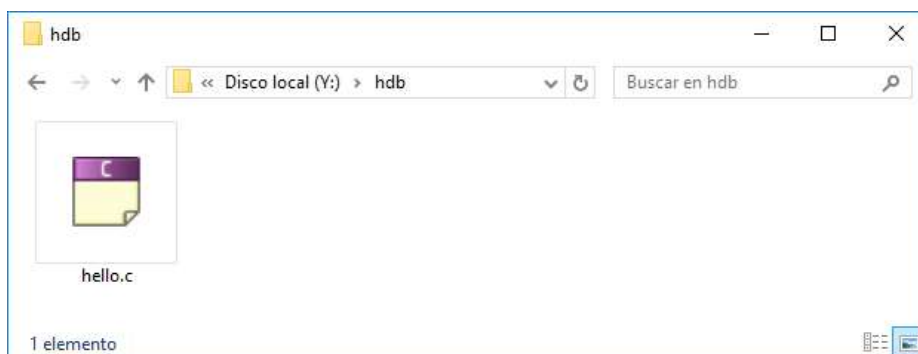 hdb
« Disco local (Y:) › hdb
Buscar en hdb
C
hello.c
1 elemento